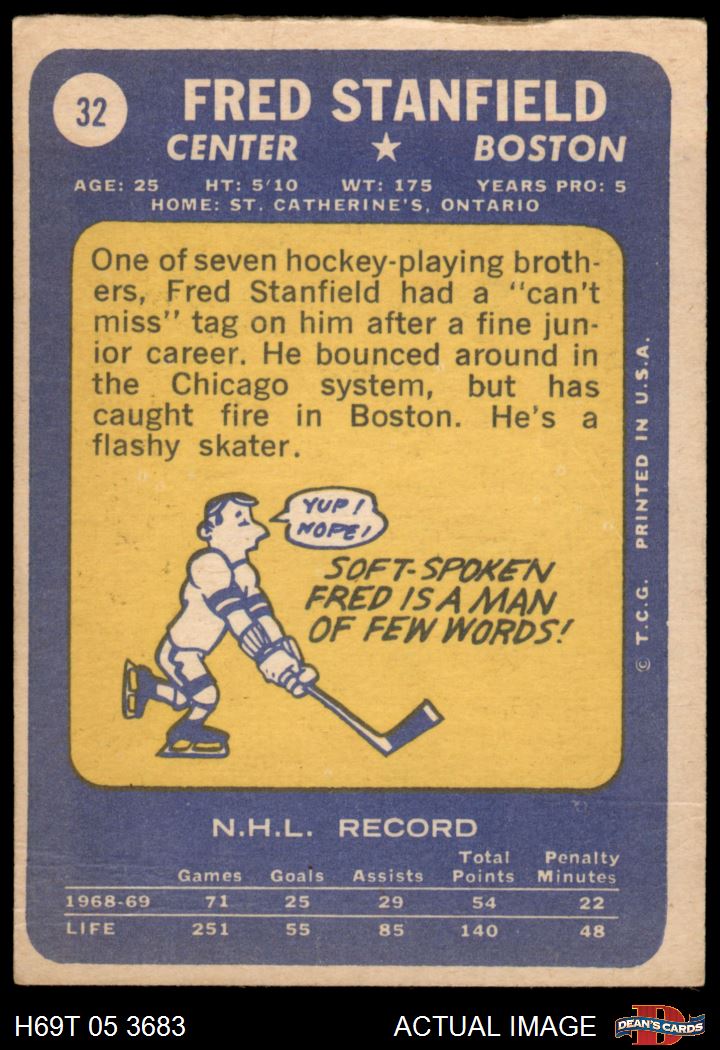 32
FRED STANFIELD
CENTER ★ BOSTON
AGE: 25 HT: 5'10 WT: 175 YEARS PRO: 5
HOME: ST. CATHERINE'S, ONTARIO
One of seven hockey-playing broth-
ers, Fred Stanfield had a "can't
miss" tag on him after a fine jun-
ior career. He bounced around in
the Chicago system, but has
caught fire in Boston. He's a
flashy skater.
YUP!
NOPE!
SOFT-SPOKEN
FRED IS A MAN
OF FEW WORDS!
© T.C.G. PRINTED IN U.S.A.
N.H.L. RECORD
Games Goals Assists Total Points Penalty Minutes
1968-69 71 25 29 54 22
LIFE 251 55 85 140 48
H69T 05 3683 ACTUAL IMAGE DEAN'S CARDS